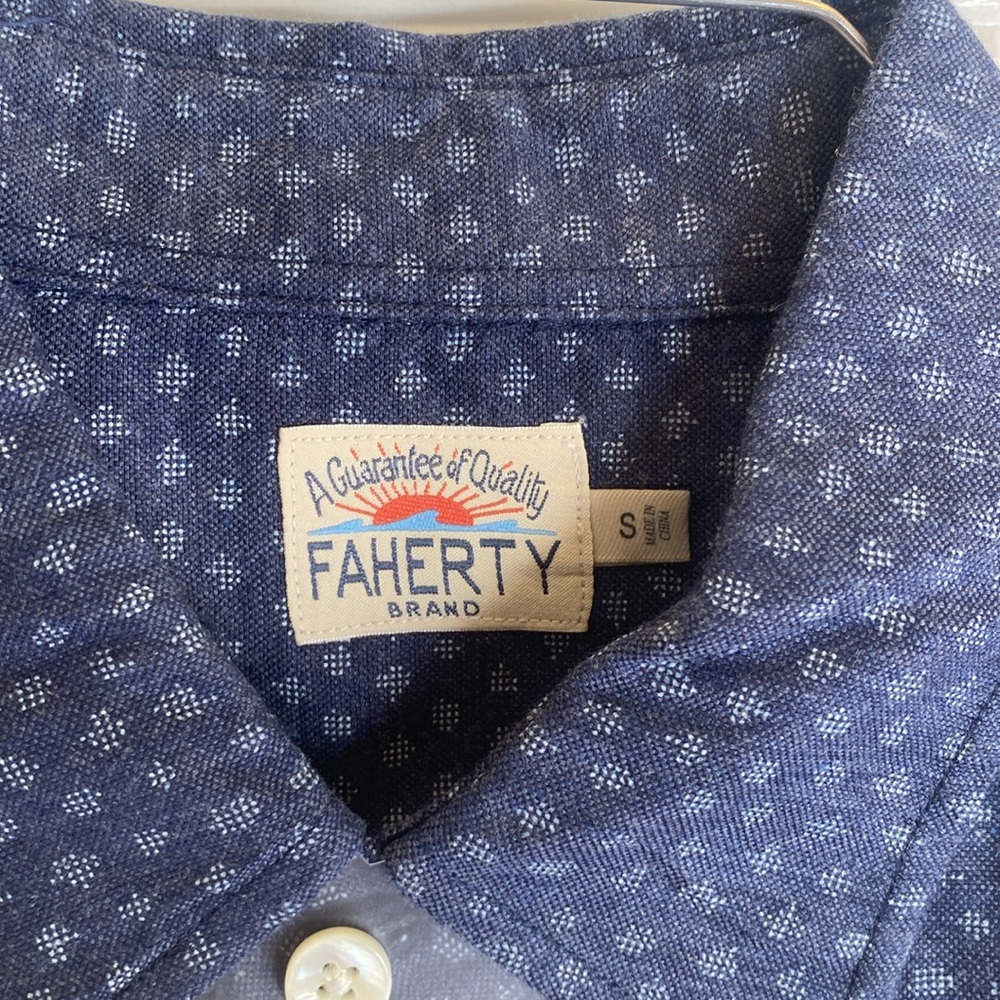 A Guarantee of Quality
FAHERTY
BRAND
S
MADE IN
CHINA